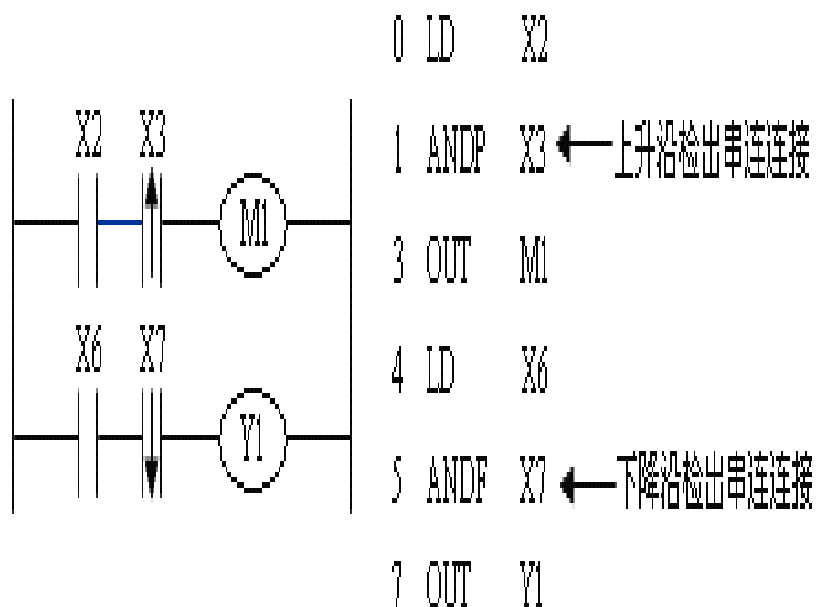 X2 X3
M1
X6 X7
Y1
0 LD X2
1 ANDP X3 上升沿检出串连连接
3 OUT M1
4 LD X6
5 ANDF X7 下降沿检出串连连接
7 OUT Y1